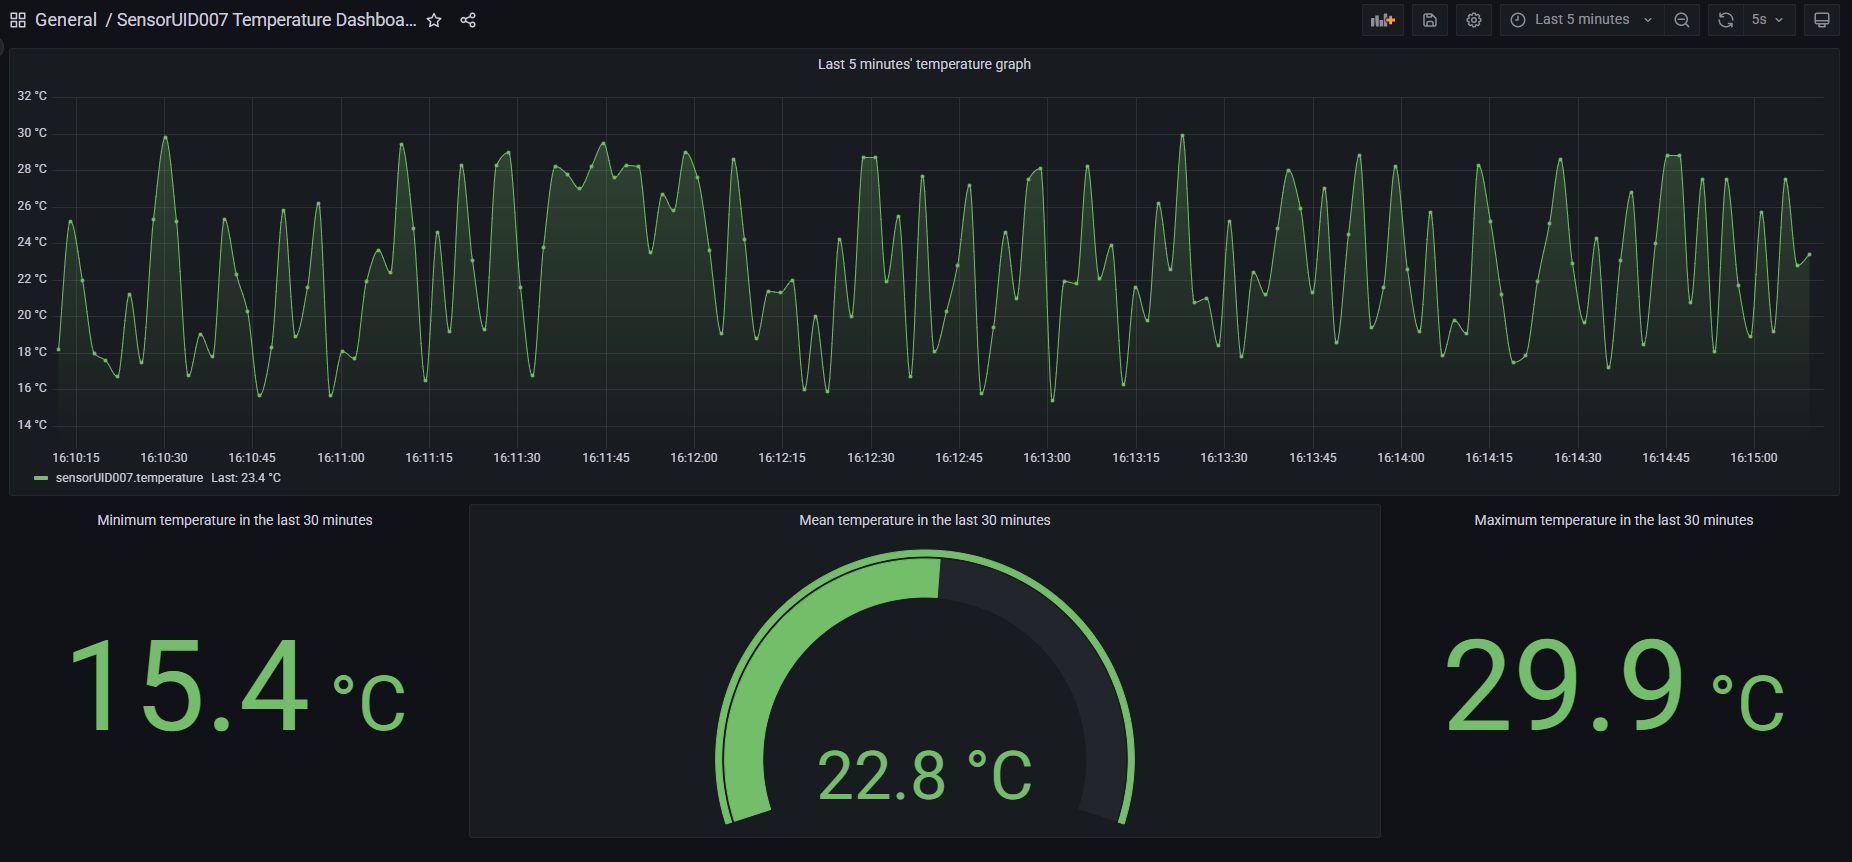 General / SensorUID007 Temperature Dashboa...
Last 5 minutes
5s
Last 5 minutes' temperature graph
32 °C
30 °C
28 °C
26 °C
24 °C
22 °C
20 °C
18 °C
16 °C
14 °C
16:10:15 16:10:30 16:10:45 16:11:00 16:11:15 16:11:30 16:11:45 16:12:00 16:12:15 16:12:30 16:12:45 16:13:00 16:13:15 16:13:30 16:13:45 16:14:00 16:14:15 16:14:30 16:14:45 16:15:00
sensorUID007.temperature Last: 23.4 °C
Minimum temperature in the last 30 minutes
15.4 °C
Mean temperature in the last 30 minutes
22.8 °C
Maximum temperature in the last 30 minutes
29.9 °C